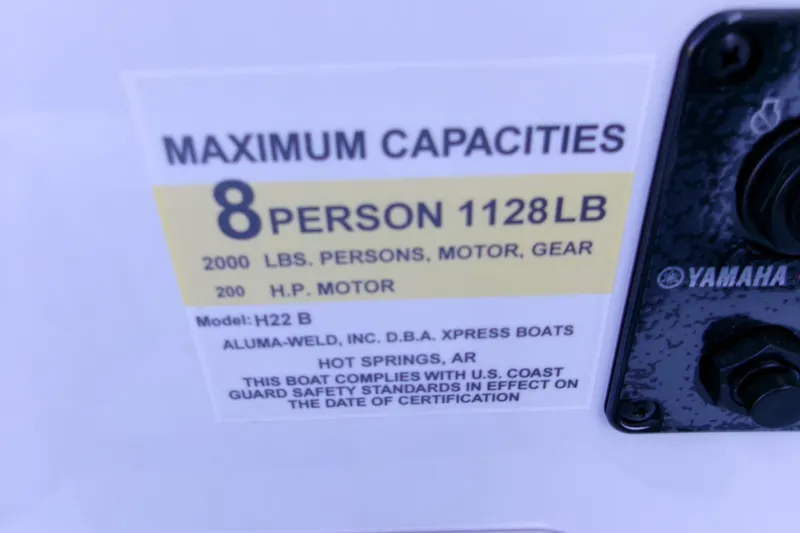 MAXIMUM CAPACITIES
8 PERSON 1128LB
2000 LBS. PERSONS, MOTOR, GEAR
200 H.P. MOTOR
Model: H22 B
ALUMA-WELD, INC. D.B.A. XPRESS BOATS
HOT SPRINGS, AR
THIS BOAT COMPLIES WITH U.S. COAST
GUARD SAFETY STANDARDS IN EFFECT ON
THE DATE OF CERTIFICATION
YAMAHA